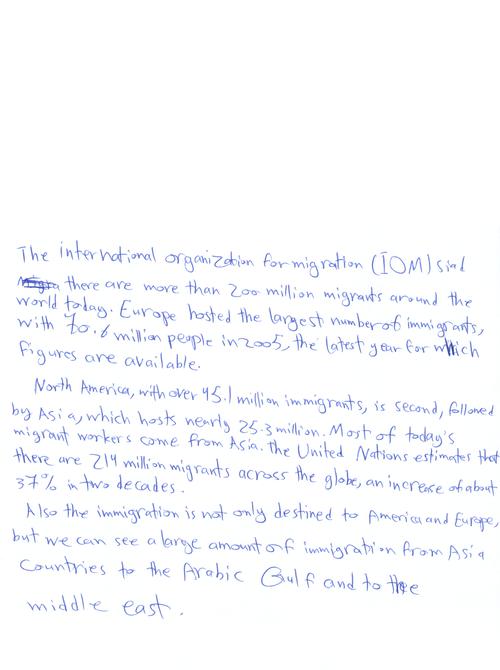 The international organization for migration (IOM) siad
there are more than 200 million migrants around the
world today. Europe hosted the largest number of immigrants,
with 70.6 million people in 2005, the latest year for which
figures are available.
North America, with over 45.1 million immigrants, is second, followed
by Asia, which hosts nearly 25.3 million. Most of today's
migrant workers come from Asia. the United Nations estimates that
there are 214 million migrants across the globe, an increase of about
37% in two decades.
Also the immigration is not only destined to America and Europe,
but we can see a large amount of immigration from Asia
Countries to the Arabic Gulf and to the
middle east.